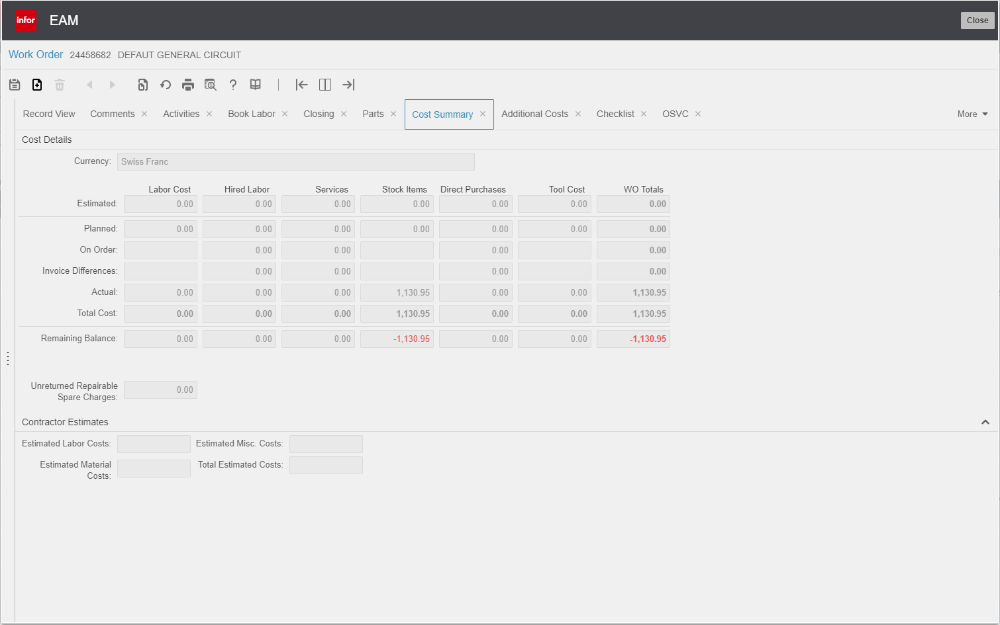 infor EAM Close
Work Order 24458682 DEFAUT GENERAL CIRCUIT
Record View Comments × Activities × Book Labor × Closing × Parts × Cost Summary × Additional Costs × Checklist × OSVC × More
Cost Details
Currency: Swiss Franc
Labor Cost Hired Labor Services Stock Items Direct Purchases Tool Cost WO Totals
Estimated: 0.00 0.00 0.00 0.00 0.00 0.00 0.00
Planned: 0.00 0.00 0.00 0.00 0.00 0.00 0.00
On Order: 0.00 0.00 0.00 0.00
Invoice Differences: 0.00 0.00 0.00 0.00
Actual: 0.00 0.00 0.00 1,130.95 0.00 0.00 1,130.95
Total Cost: 0.00 0.00 0.00 1,130.95 0.00 0.00 1,130.95
Remaining Balance: 0.00 0.00 0.00 -1,130.95 0.00 0.00 -1,130.95
Unreturned Repairable
Spare Charges: 0.00
Contractor Estimates
Estimated Labor Costs: Estimated Misc. Costs:
Estimated Material Total Estimated Costs:
Costs: